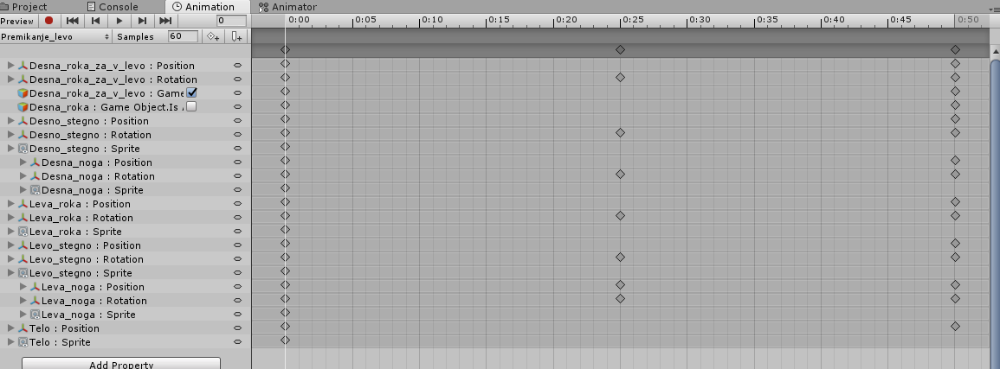 Project Console Animation Animator
Preview 0 0:00 0:05 0:10 0:15 0:20 0:25 0:30 0:35 0:40 0:45 0:50
Premikanje_levo Samples 60
Desna_roka_za_v_levo : Position
Desna_roka_za_v_levo : Rotation
Desna_roka_za_v_levo : Game
Desna_roka : Game Object.Is
Desno_stegno : Position
Desno_stegno : Rotation
Desno_stegno : Sprite
Desna_noga : Position
Desna_noga : Rotation
Desna_noga : Sprite
Leva_roka : Position
Leva_roka : Rotation
Leva_roka : Sprite
Levo_stegno : Position
Levo_stegno : Rotation
Levo_stegno : Sprite
Leva_noga : Position
Leva_noga : Rotation
Leva_noga : Sprite
Telo : Position
Telo : Sprite
Add Property